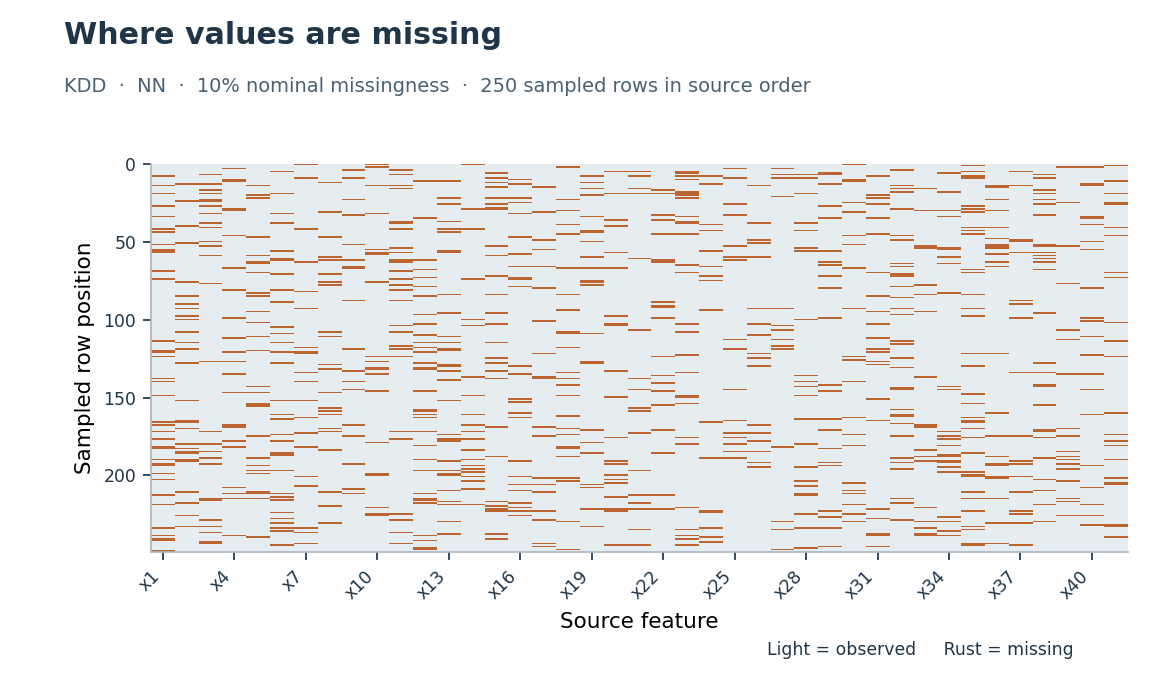 Where values are missing
KDD · NN · 10% nominal missingness · 250 sampled rows in source order
0
50
100
150
200
Sampled row position
x1 x4 x7 x10 x13 x16 x19 x22 x25 x28 x31 x34 x37 x40
Source feature
Light = observed Rust = missing